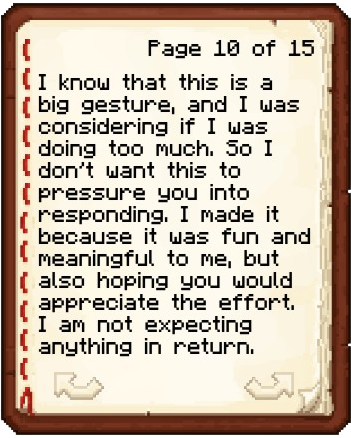 Page 10 of 15
I know that this is a
big gesture, and I was
considering if I was
doing too much. So I
don't want this to
pressure you into
responding. I made it
because it was fun and
meaningful to me, but
also hoping you would
appreciate the effort.
I am not expecting
anything in return.